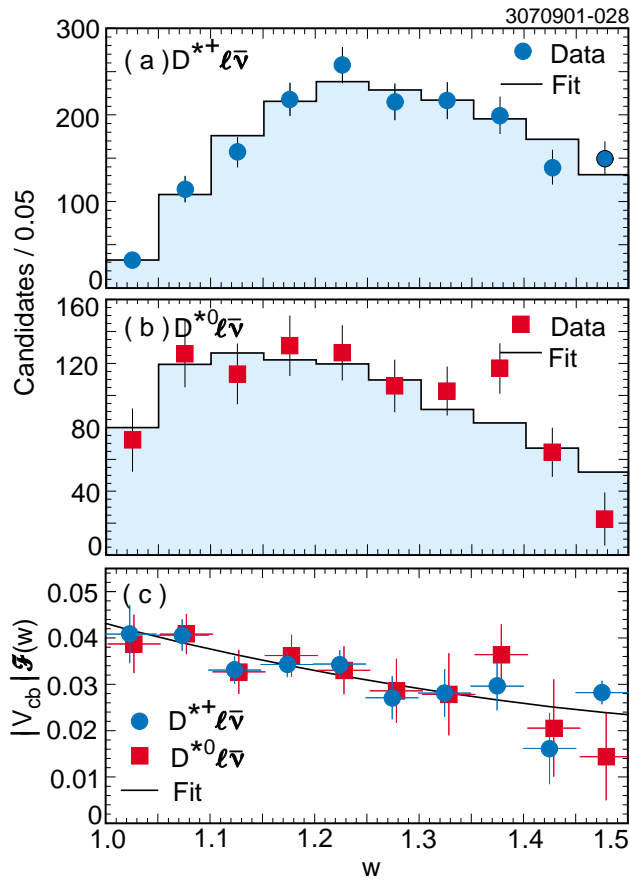 3070901-028
300
(a) D*+ℓν̄
Data
Fit
200
100
0
Candidates / 0.05
160
(b) D*0ℓν̄
Data
Fit
120
80
40
0
0.05
(c)
0.04
0.03
0.02
0.01
0
|Vcb|ℱ(w)
D*+ℓν̄
D*0ℓν̄
Fit
1.0 1.1 1.2 1.3 1.4 1.5
w